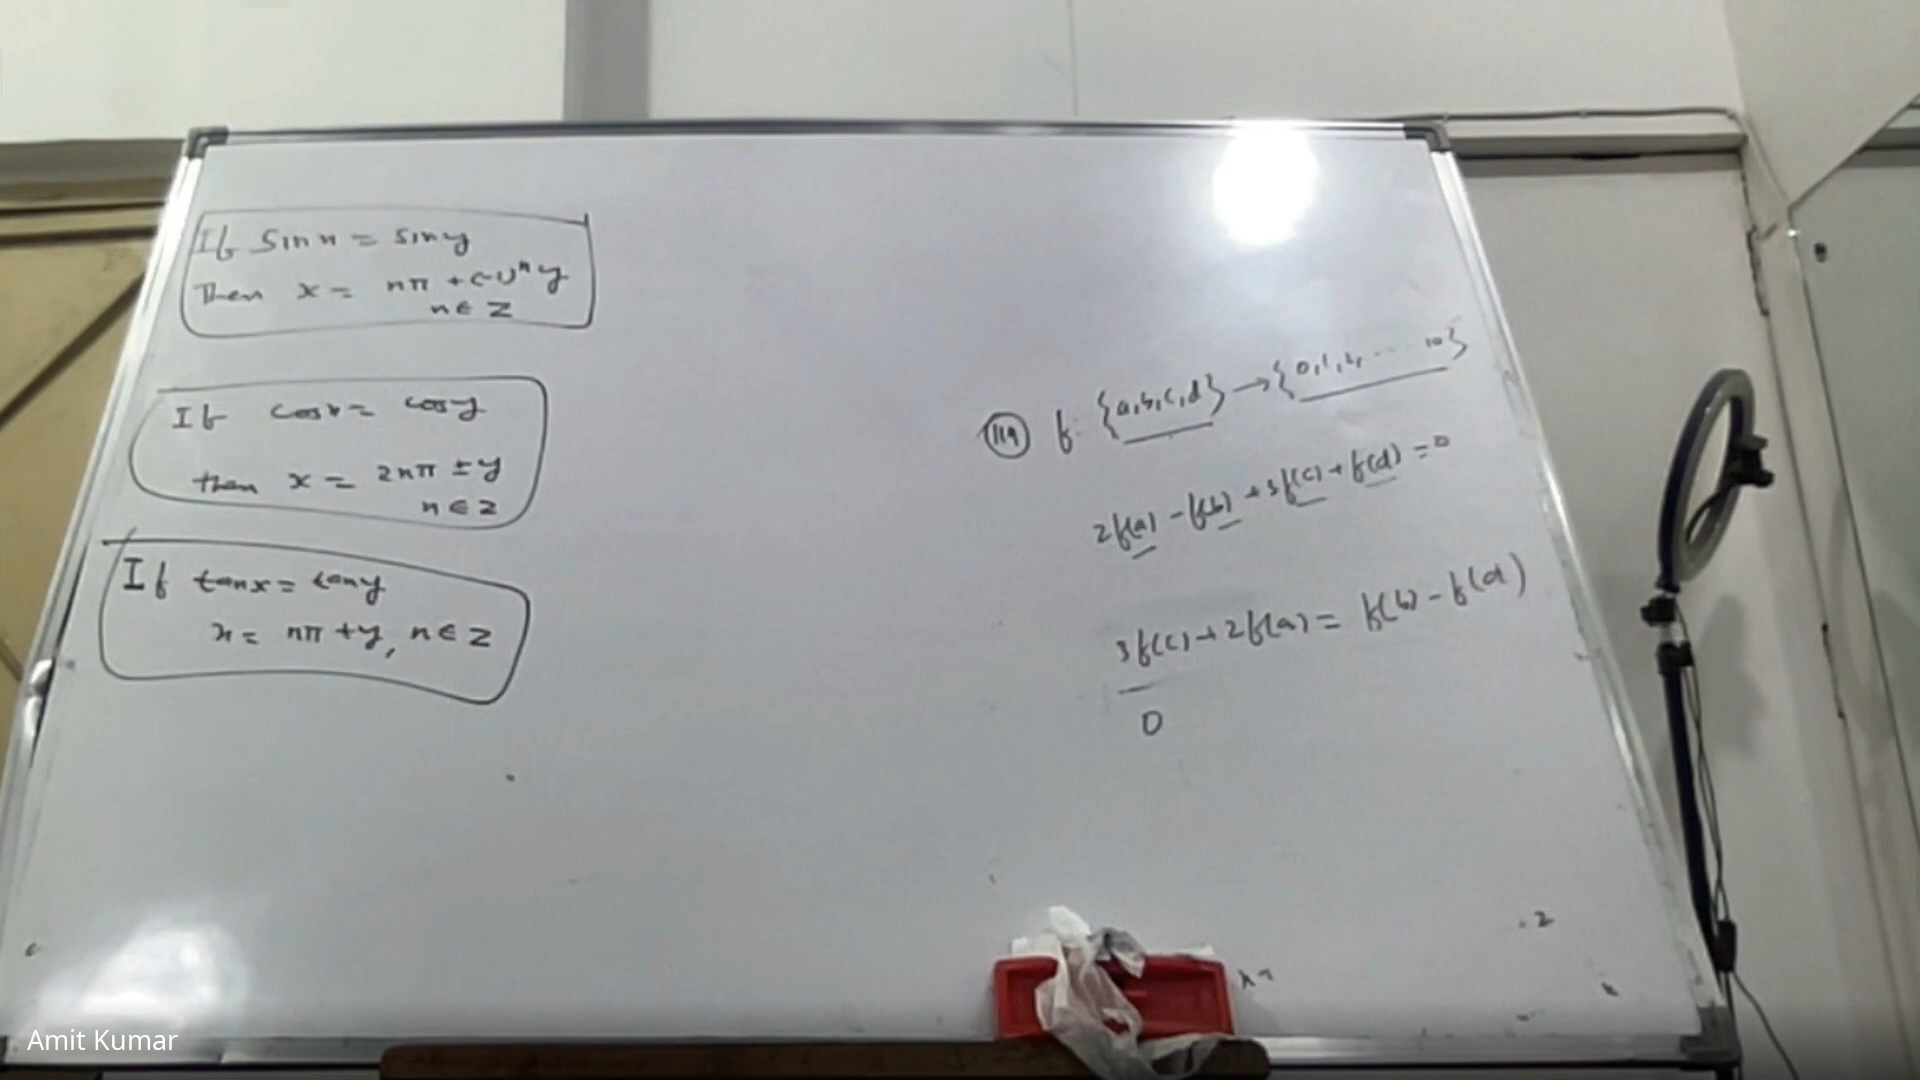 If sin x = sin y
Then x = nπ + (-1)ⁿ y
n ∈ Z
If cos x = cos y
then x = 2nπ ± y
n ∈ Z
If tan x = tan y
x = nπ + y, n ∈ Z
119 f: {a,b,c,d} → {0,1,2, ... 10}
2f(a) - f(b) + 3f(c) + f(d) = 0
3f(c) + 2f(a) = f(b) - f(d)
0
Amit Kumar